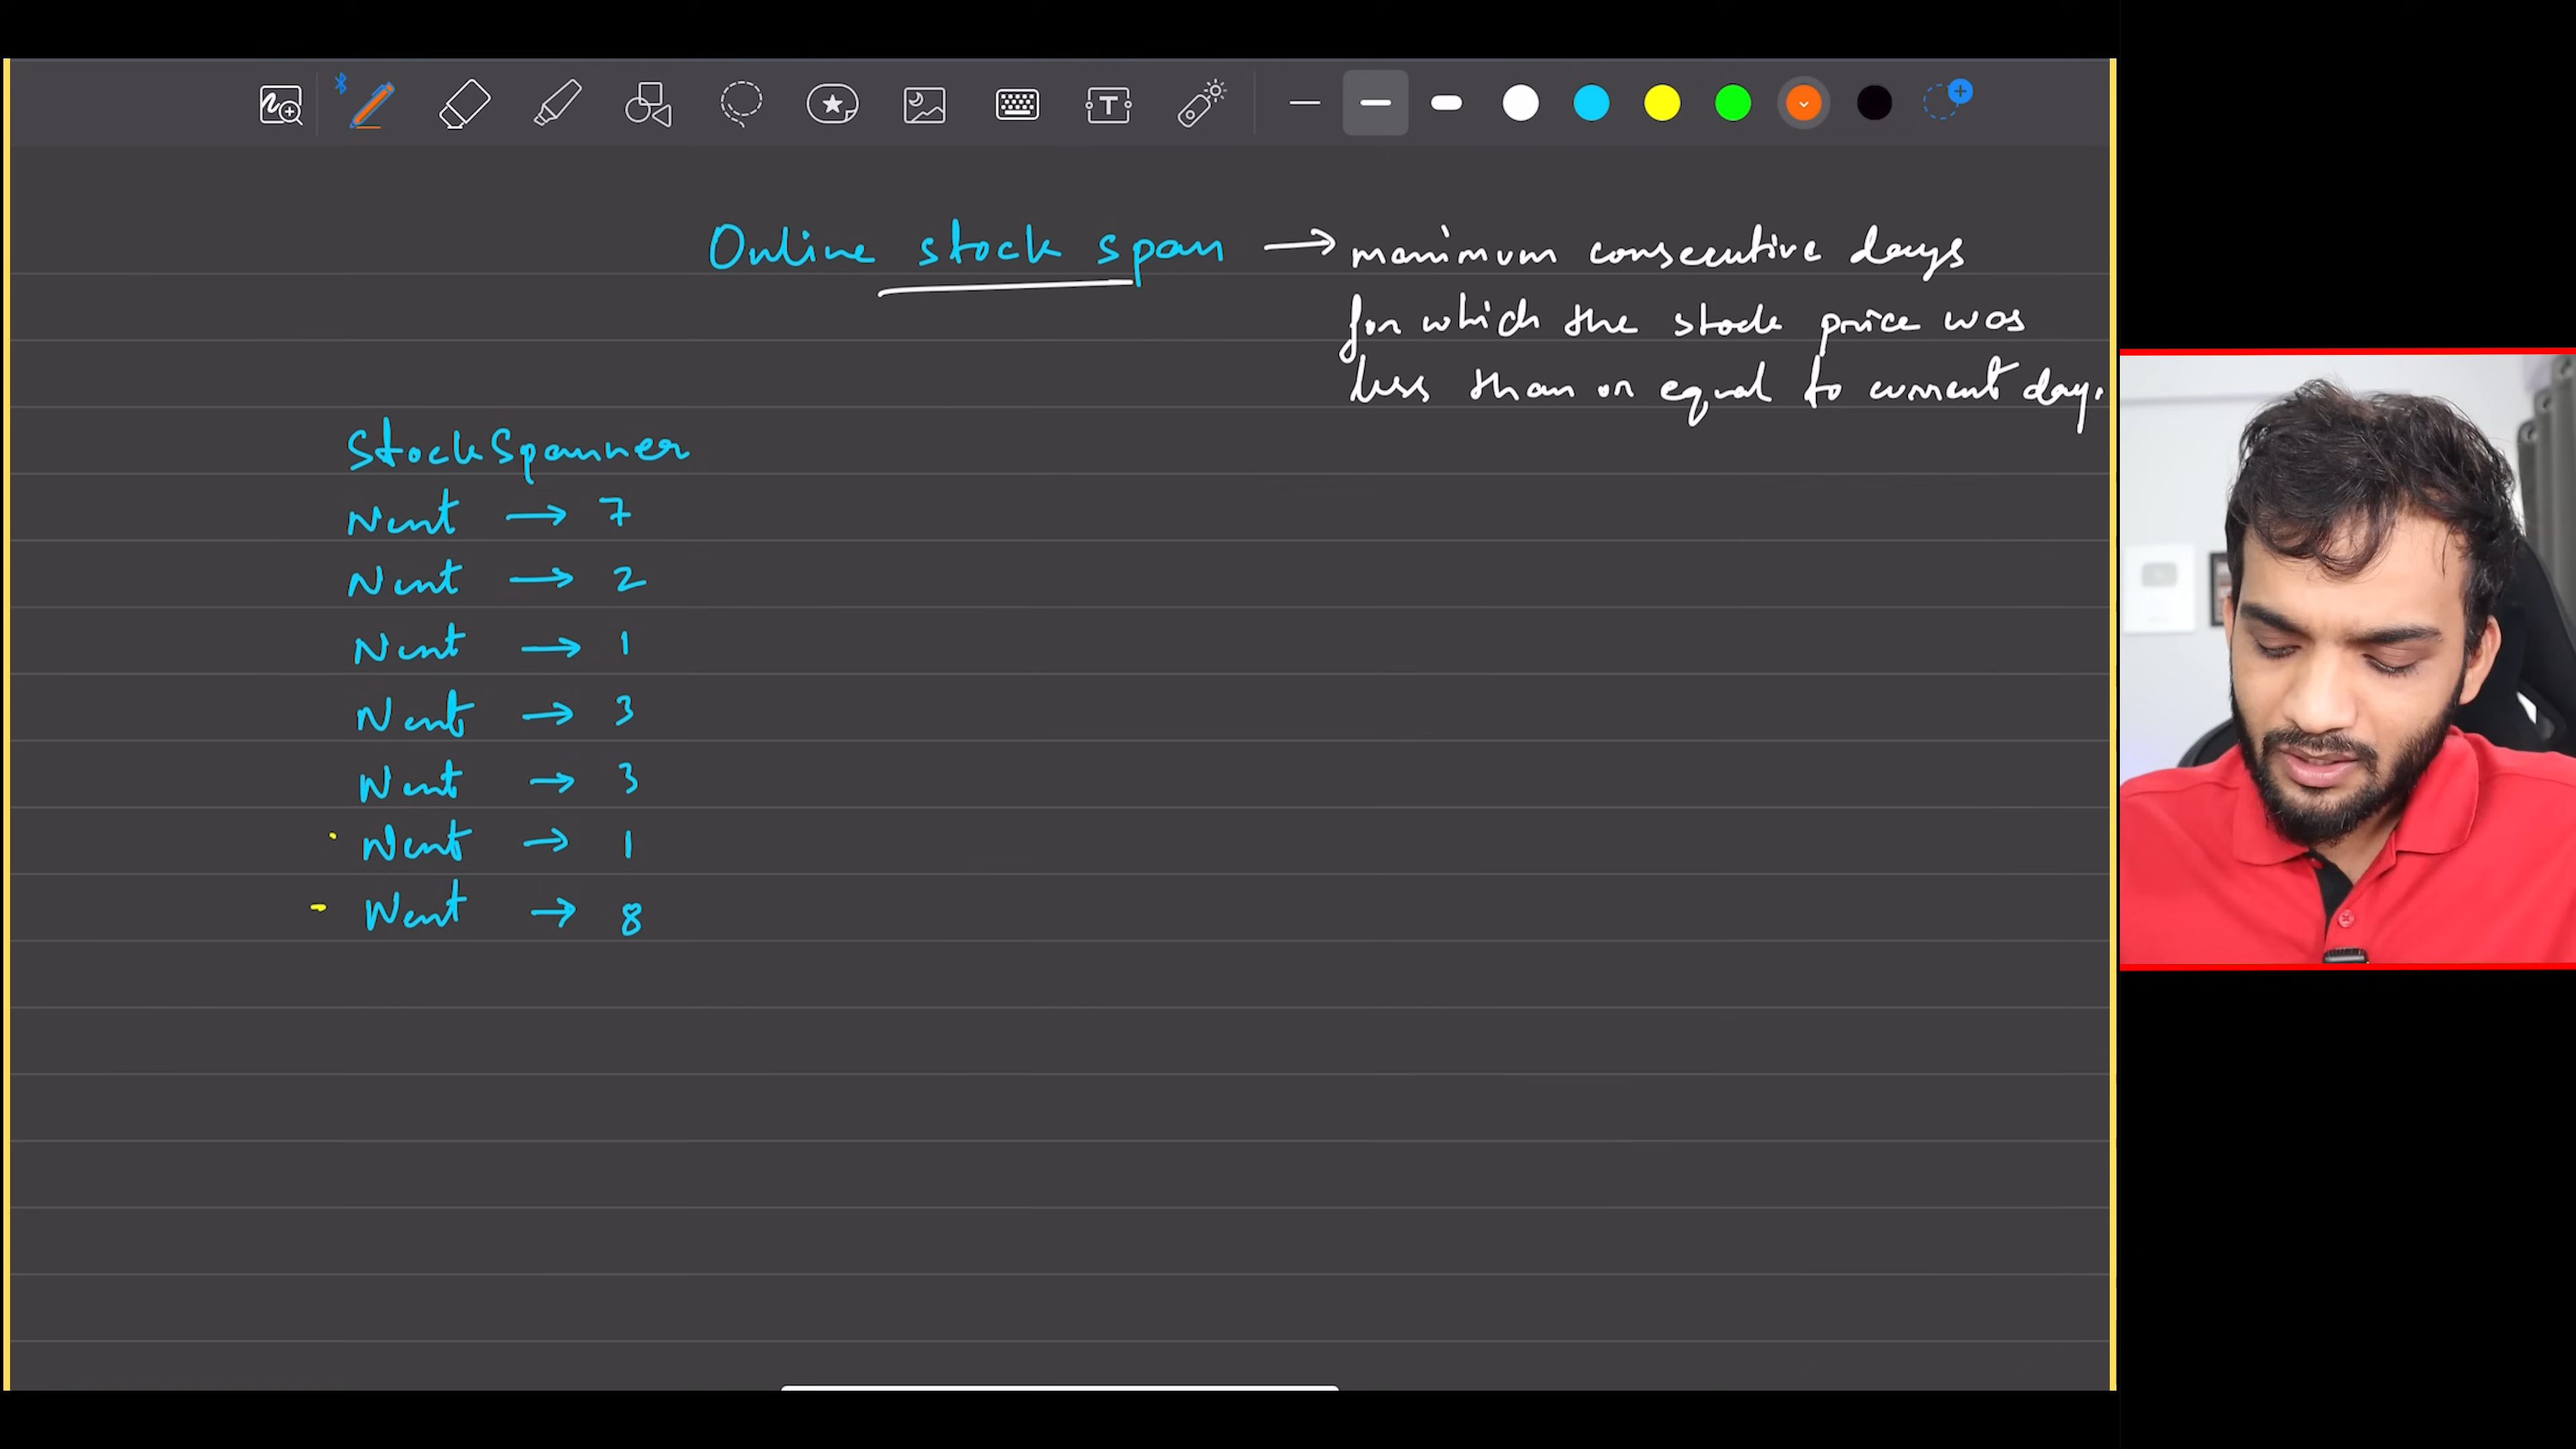 Online stock span → maximum consecutive days
for which the stock price was
less than or equal to current day.
StockSpanner
Next → 7
Next → 2
Next → 1
Next → 3
Next → 3
Next → 1
Next → 8